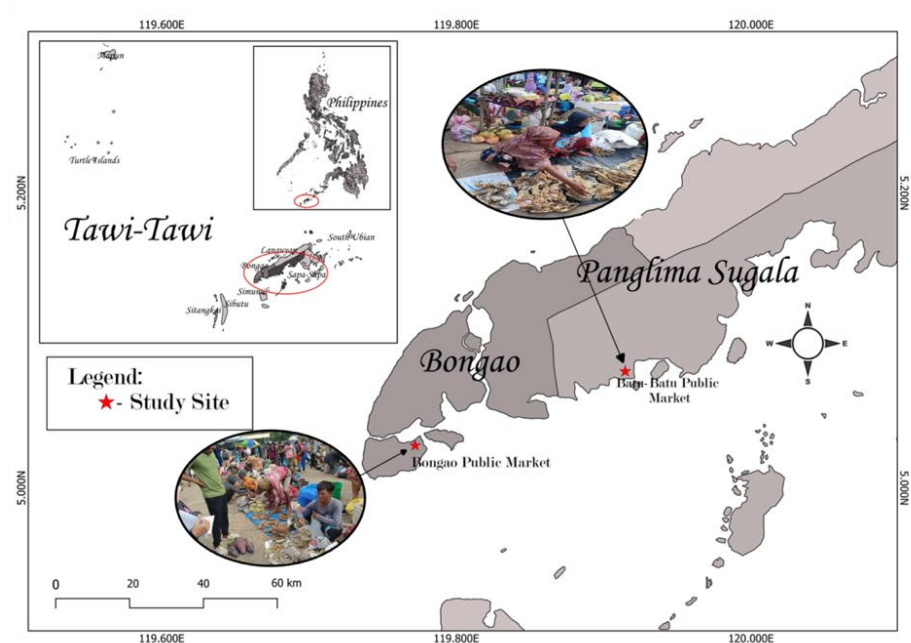 119.600E
119.800E
120.000E
Mapun
Philippines
Turtle Islands
5.200N
5.200N
Tawi-Tawi
South Ubian
Languyan
Bongao
Sapa-Sapa
Simunul
Sibutu
Sitangkai
Panglima Sugala
N
W
E
S
Bongao
Legend:
- Study Site
Batu-Batu Public
Market
Bongao Public Market
5.000N
5.000N
0
20
40
60 km
119.600E
119.800E
120.000E